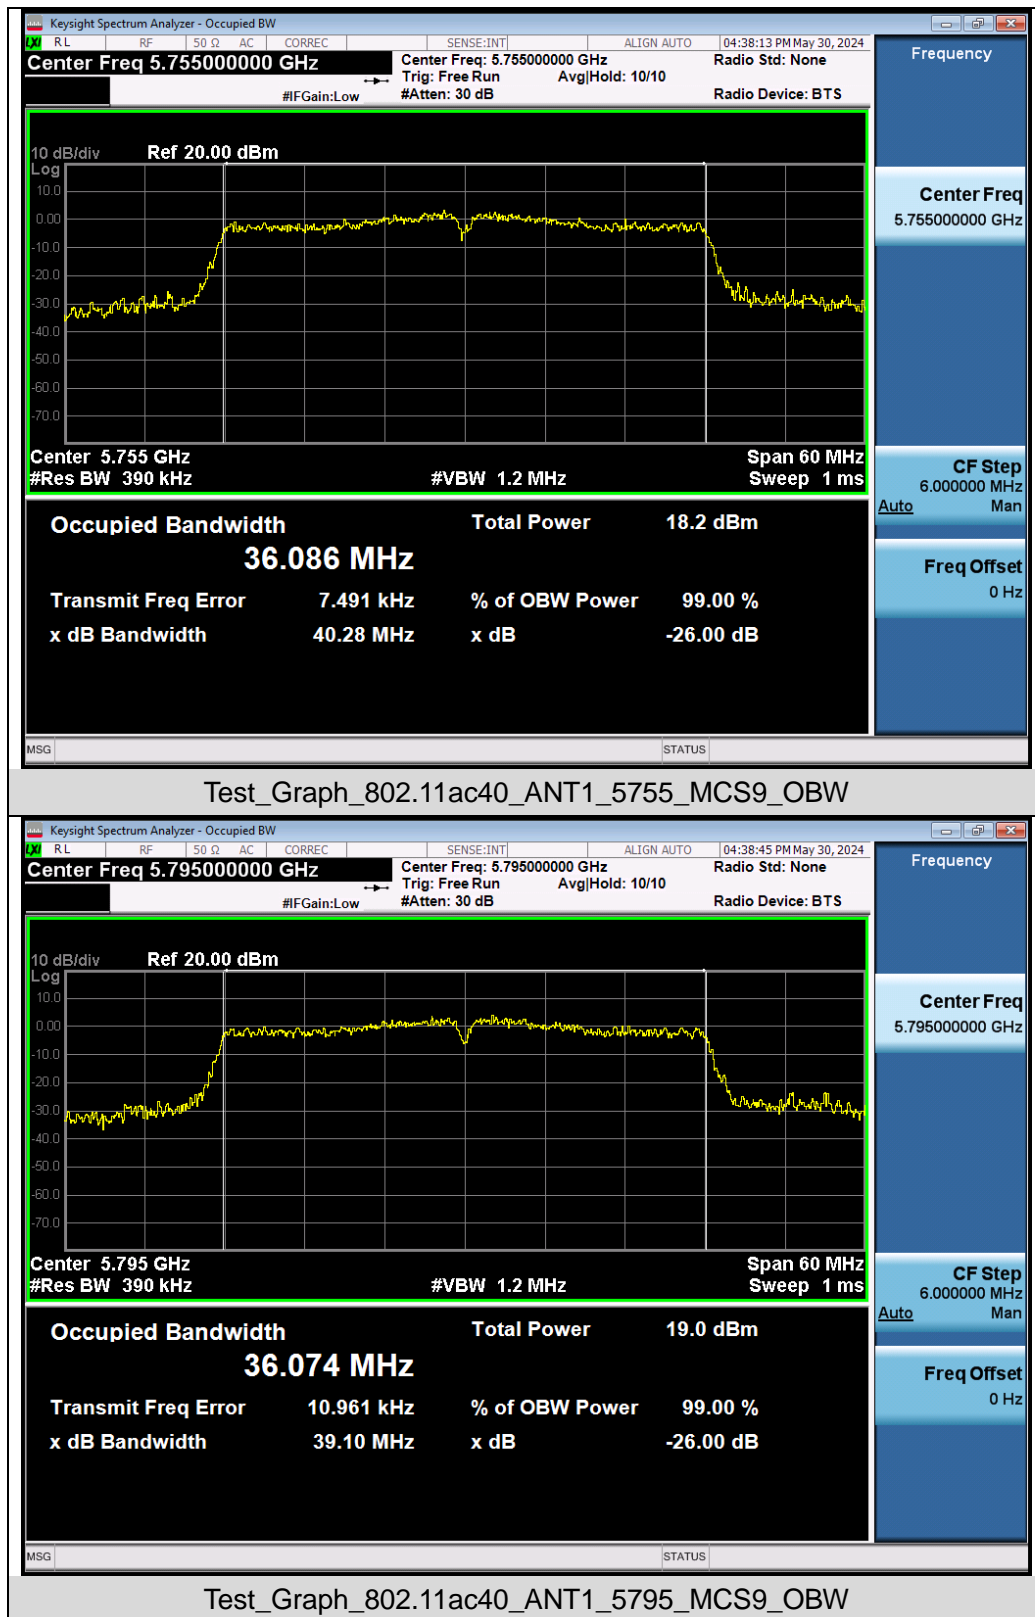 Keysight Spectrum Analyzer - Occupied BW
LXI RL RF 50 Ω AC CORREC SENSE:INT ALIGN AUTO 04:38:13 PM May 30, 2024
Center Freq 5.755000000 GHz
Center Freq: 5.755000000 GHz Radio Std: None
Trig: Free Run Avg|Hold: 10/10
#IFGain:Low #Atten: 30 dB Radio Device: BTS
Frequency
10 dB/div Ref 20.00 dBm
Log
10.0
0.00
-10.0
-20.0
-30.0
-40.0
-50.0
-60.0
-70.0
Center 5.755 GHz Span 60 MHz
#Res BW 390 kHz #VBW 1.2 MHz Sweep 1 ms
Center Freq
5.755000000 GHz
CF Step
6.000000 MHz
Auto Man
Freq Offset
0 Hz
Occupied Bandwidth Total Power 18.2 dBm
36.086 MHz
Transmit Freq Error 7.491 kHz % of OBW Power 99.00 %
x dB Bandwidth 40.28 MHz x dB -26.00 dB
MSG STATUS
Test_Graph_802.11ac40_ANT1_5755_MCS9_OBW
Keysight Spectrum Analyzer - Occupied BW
LXI RL RF 50 Ω AC CORREC SENSE:INT ALIGN AUTO 04:38:45 PM May 30, 2024
Center Freq 5.795000000 GHz
Center Freq: 5.795000000 GHz Radio Std: None
Trig: Free Run Avg|Hold: 10/10
#IFGain:Low #Atten: 30 dB Radio Device: BTS
Frequency
10 dB/div Ref 20.00 dBm
Log
10.0
0.00
-10.0
-20.0
-30.0
-40.0
-50.0
-60.0
-70.0
Center 5.795 GHz Span 60 MHz
#Res BW 390 kHz #VBW 1.2 MHz Sweep 1 ms
Center Freq
5.795000000 GHz
CF Step
6.000000 MHz
Auto Man
Freq Offset
0 Hz
Occupied Bandwidth Total Power 19.0 dBm
36.074 MHz
Transmit Freq Error 10.961 kHz % of OBW Power 99.00 %
x dB Bandwidth 39.10 MHz x dB -26.00 dB
MSG STATUS
Test_Graph_802.11ac40_ANT1_5795_MCS9_OBW